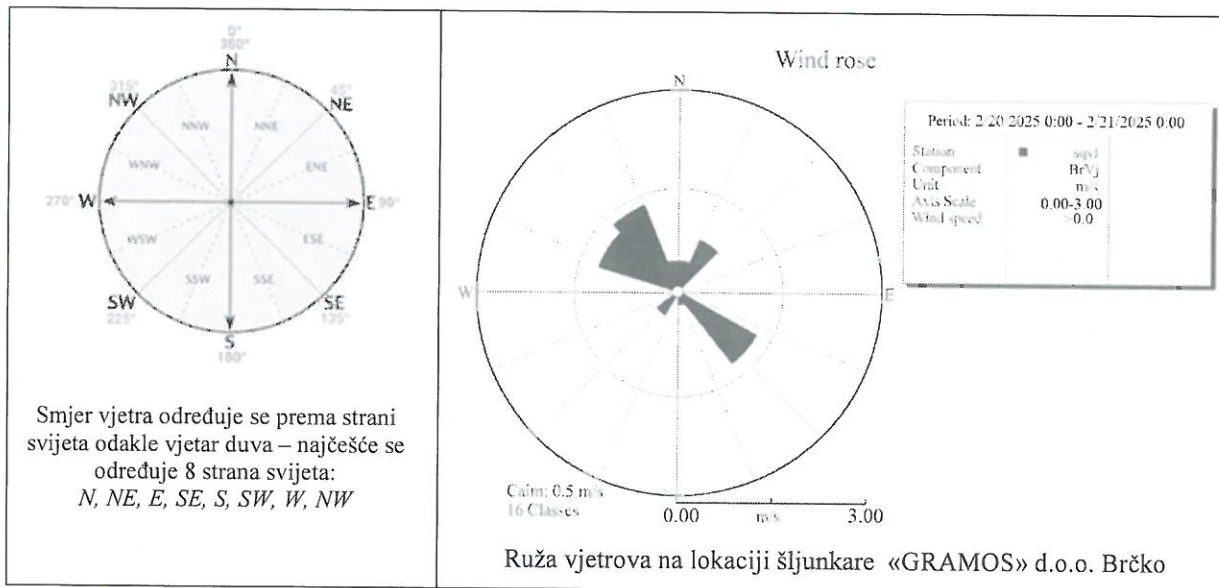 0°
360°
N
315°
NW
45°
NE
NNW
NNE
WNW
ENE
270°
W
E
90°
WSW
ESE
SSW
SSE
SW
225°
SE
135°
S
180°
Smjer vjetra određuje se prema strani
svijeta odakle vjetar duva – najčešće se
određuje 8 strana svijeta:
N, NE, E, SE, S, SW, W, NW
Wind rose
N
W
E
Calm: 0.5 m/s
16 Classes
0.00 m/s 3.00
Period: 2/20/2025 0:00 - 2/21/2025 0:00
Station sqs1
Component BrVj
Unit m/s
Axis Scale 0.00-3.00
Wind speed >0.0
Ruža vjetrova na lokaciji šljunkare «GRAMOS» d.o.o. Brčko